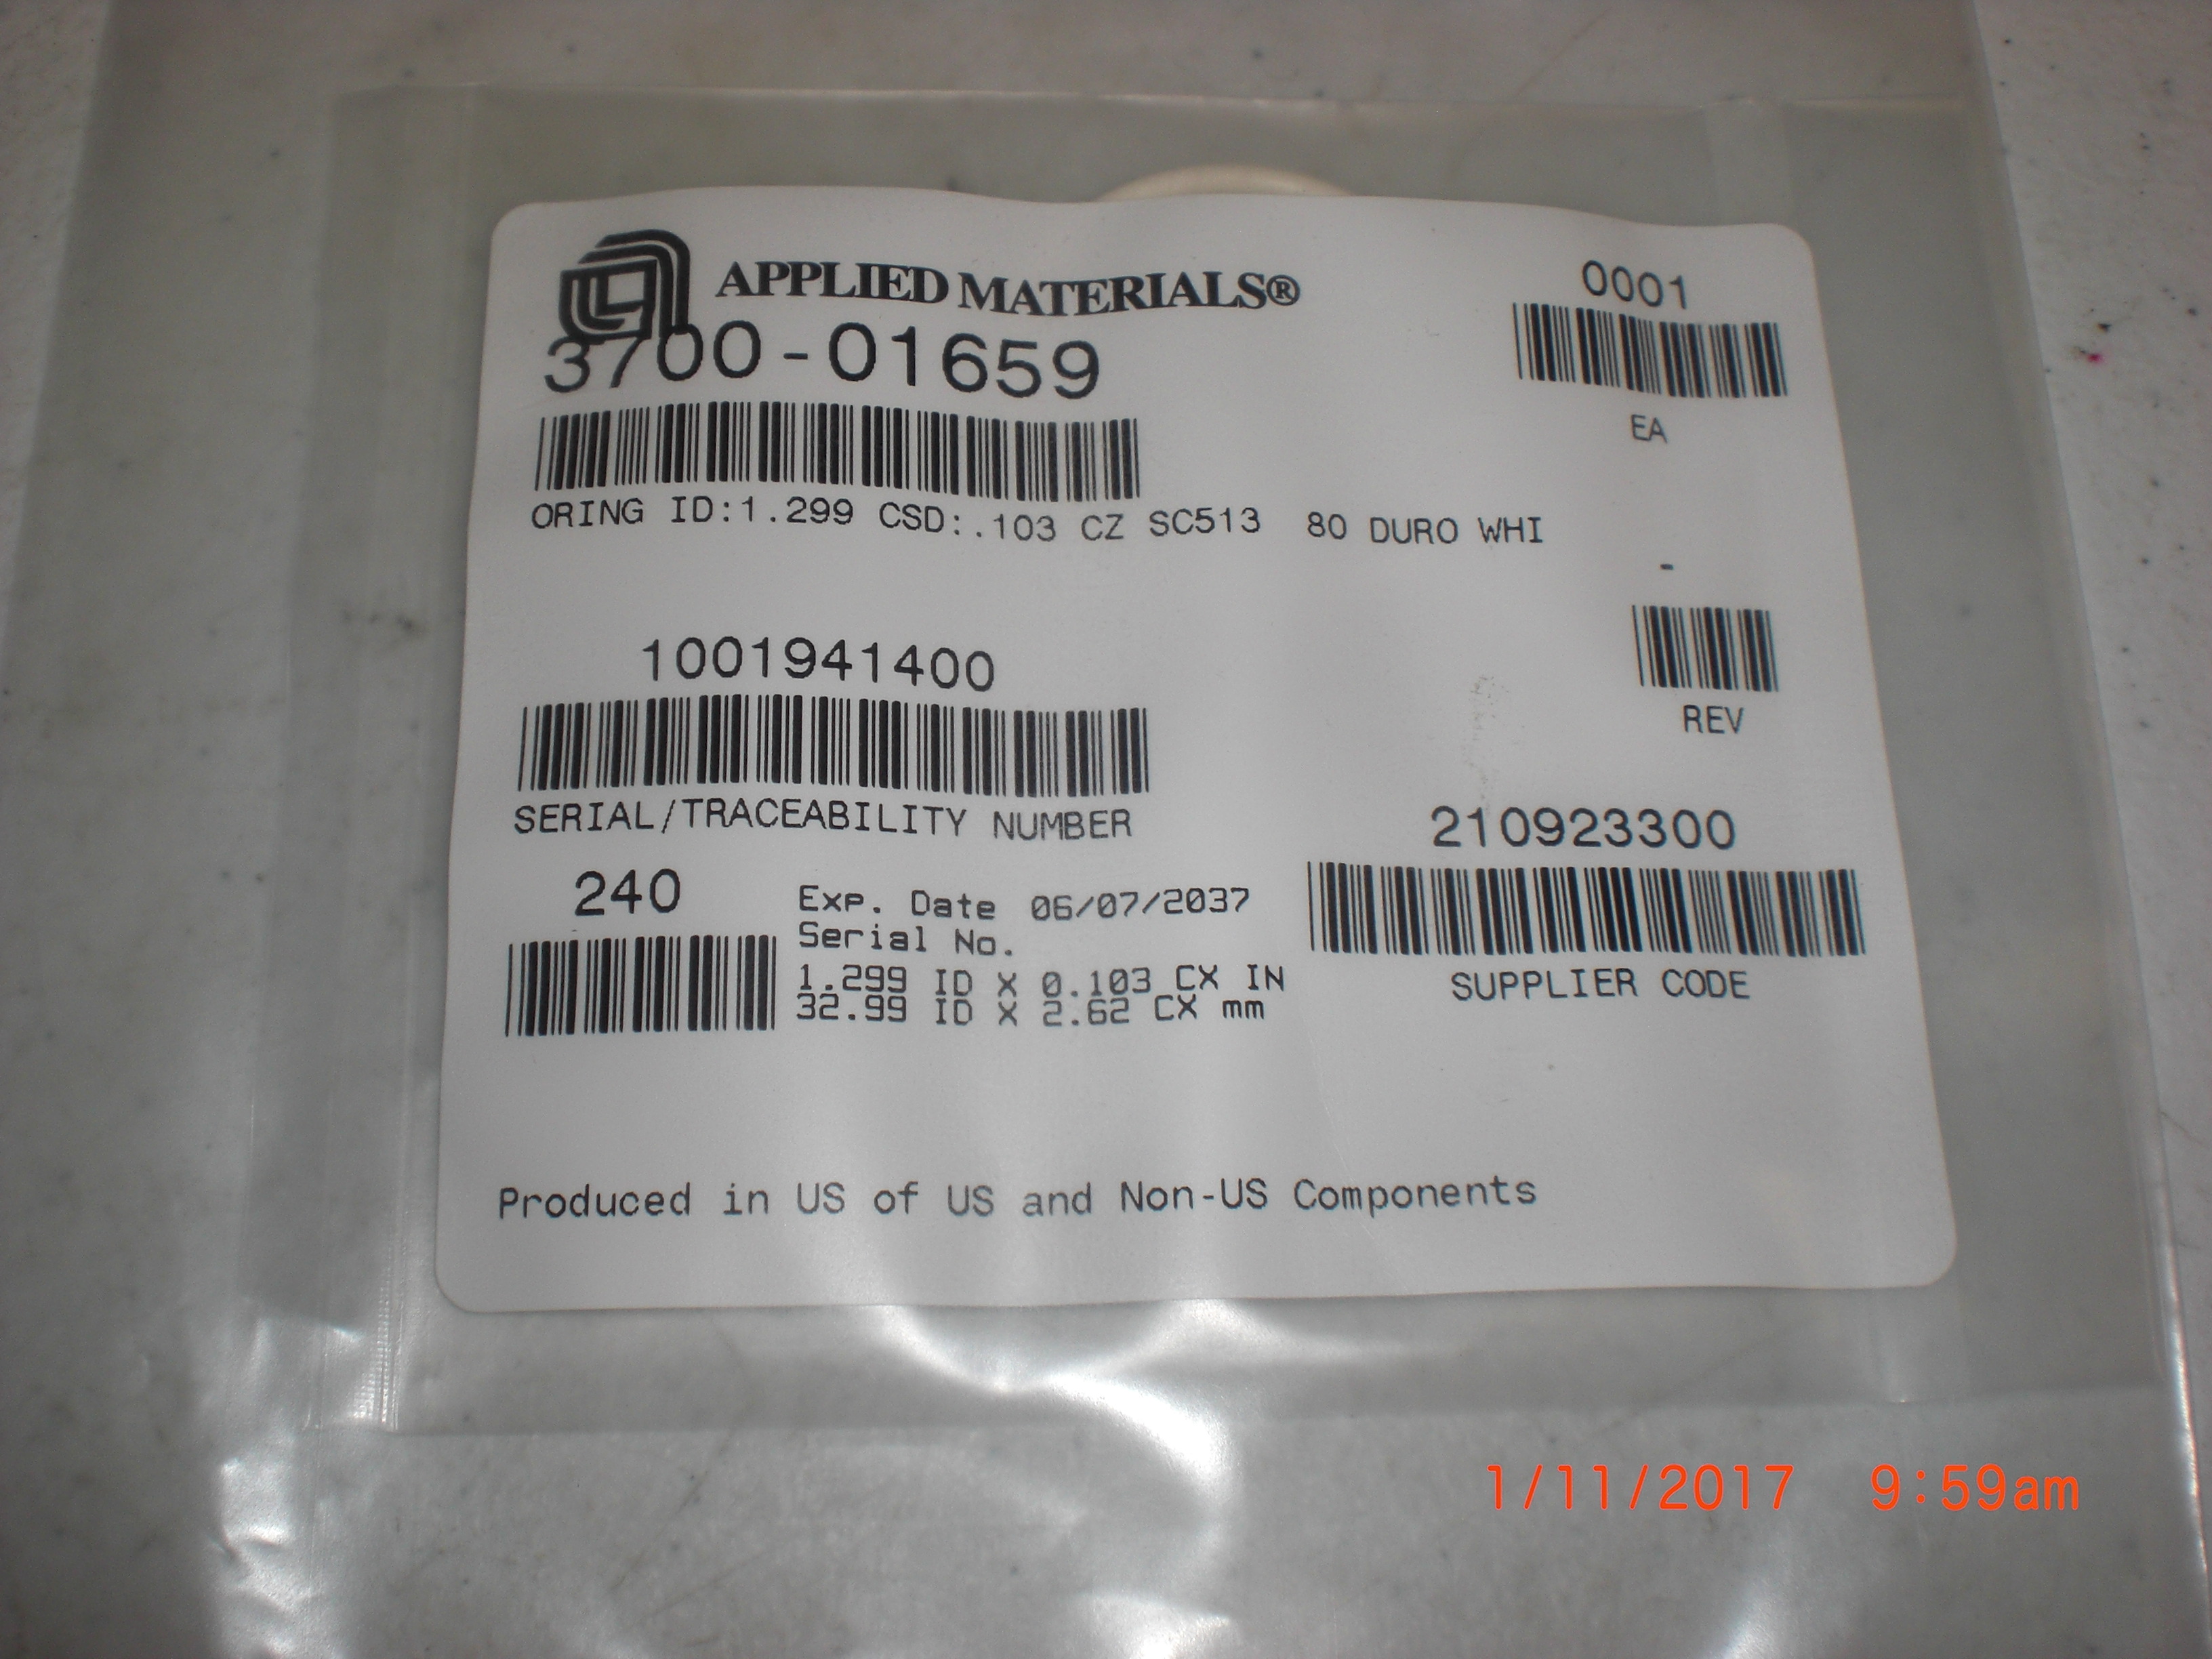 APPLIED MATERIALS®
3700-01659
0001
EA
ORING ID:1.299 CSD:.103 CZ SC513 80 DURO WHI
-
REV
1001941400
SERIAL/TRACEABILITY NUMBER
210923300
SUPPLIER CODE
240
Exp. Date 06/07/2037
Serial No.
1.299 ID X 0.103 CX IN
32.99 ID X 2.62 CX mm
Produced in US of US and Non-US Components
1/11/2017 9:59am